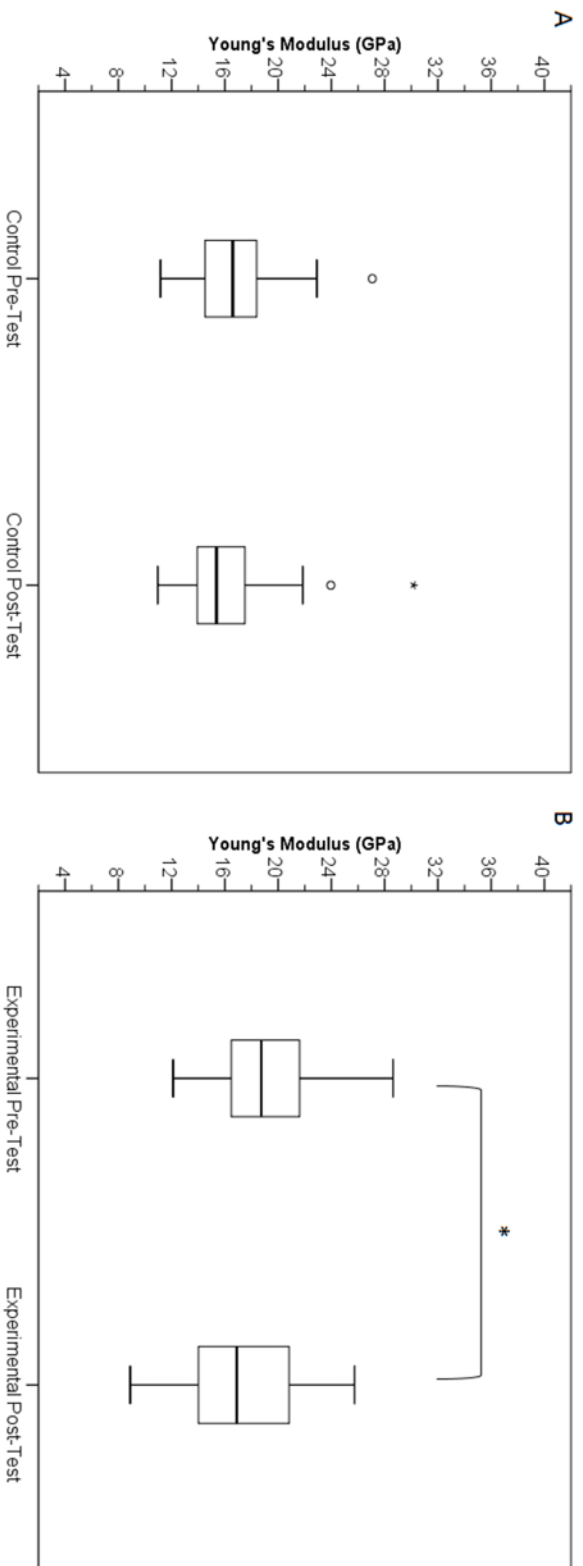 A
Young's Modulus (GPa)
40
36
32
28
24
20
16
12
8
4
Control Pre-Test
Control Post-Test
*
B
Young's Modulus (GPa)
40
36
32
28
24
20
16
12
8
4
Experimental Pre-Test
Experimental Post-Test
*